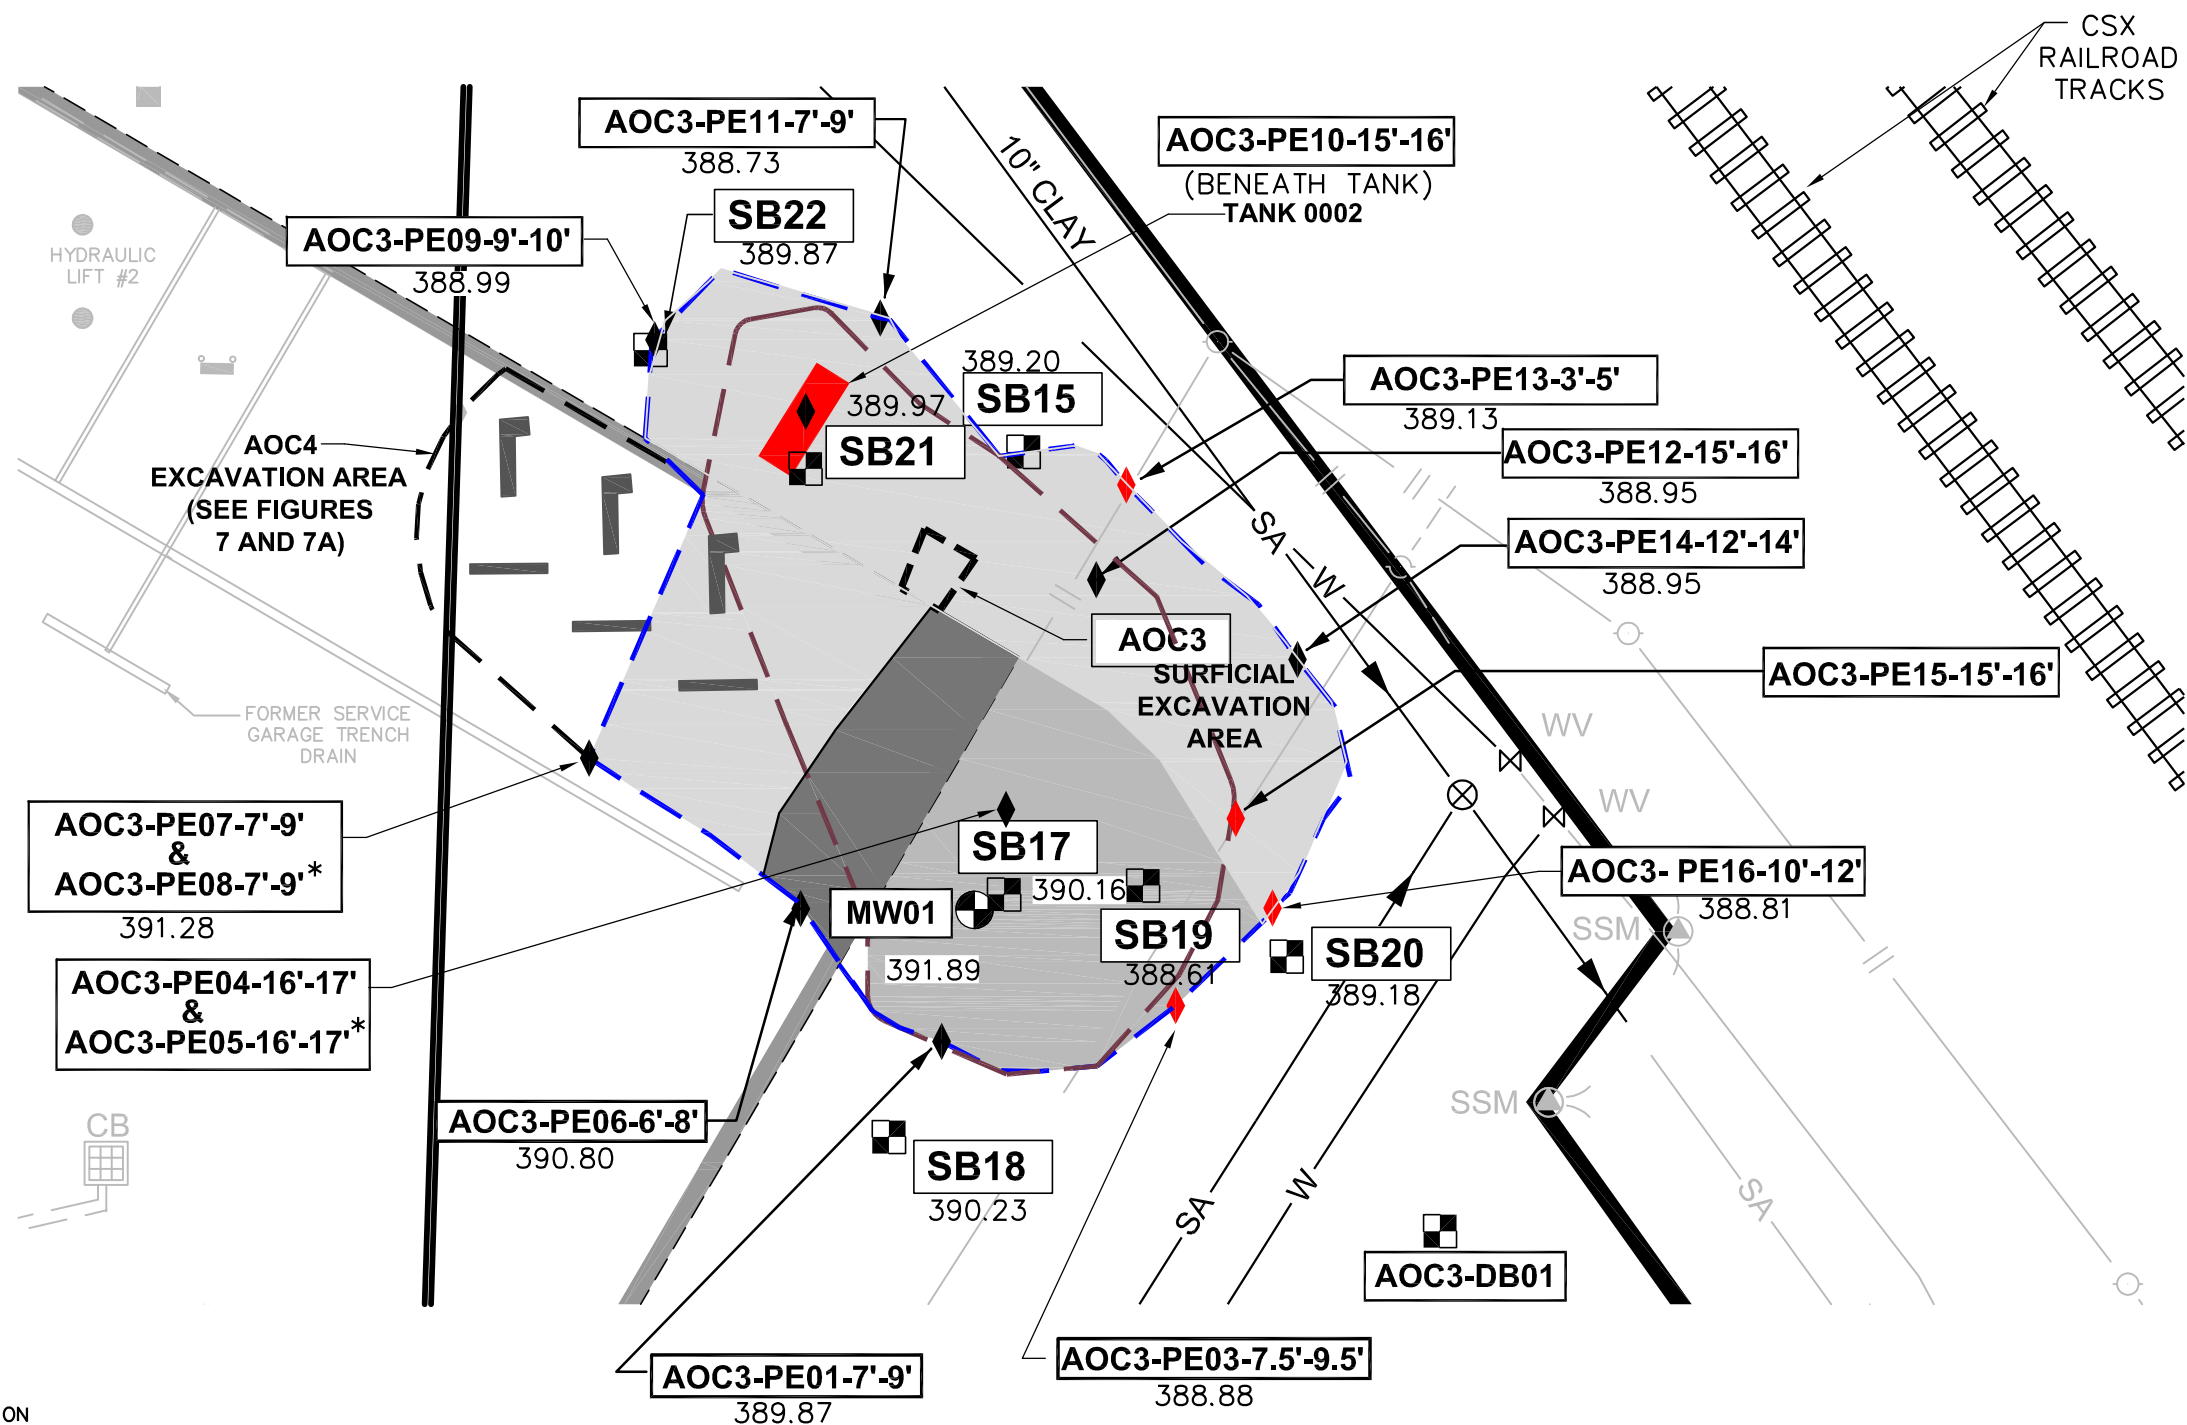 CSX
RAILROAD
TRACKS
AOC3-PE11-7'-9'
388.73
10" CLAY
AOC3-PE10-15'-16'
(BENEATH TANK)
TANK 0002
SB22
389.87
AOC3-PE09-9'-10'
388.99
HYDRAULIC
LIFT #2
389.20
SB15
389.97
SB21
AOC3-PE13-3'-5'
389.13
AOC3-PE12-15'-16'
388.95
AOC3-PE14-12'-14'
388.95
AOC4
EXCAVATION AREA
(SEE FIGURES
7 AND 7A)
SA
W
AOC3
SURFICIAL
EXCAVATION
AREA
AOC3-PE15-15'-16'
FORMER SERVICE
GARAGE TRENCH
DRAIN
WV
WV
AOC3-PE07-7'-9'
&
AOC3-PE08-7'-9'*
391.28
SB17
390.16
MW01
391.89
SB19
388.61
AOC3- PE16-10'-12'
388.81
SSM
SB20
389.18
AOC3-PE04-16'-17'
&
AOC3-PE05-16'-17'*
AOC3-PE06-6'-8'
390.80
SSM
CB
SB18
390.23
SA
W
SA
AOC3-DB01
AOC3-PE01-7'-9'
389.87
AOC3-PE03-7.5'-9.5'
388.88
ON